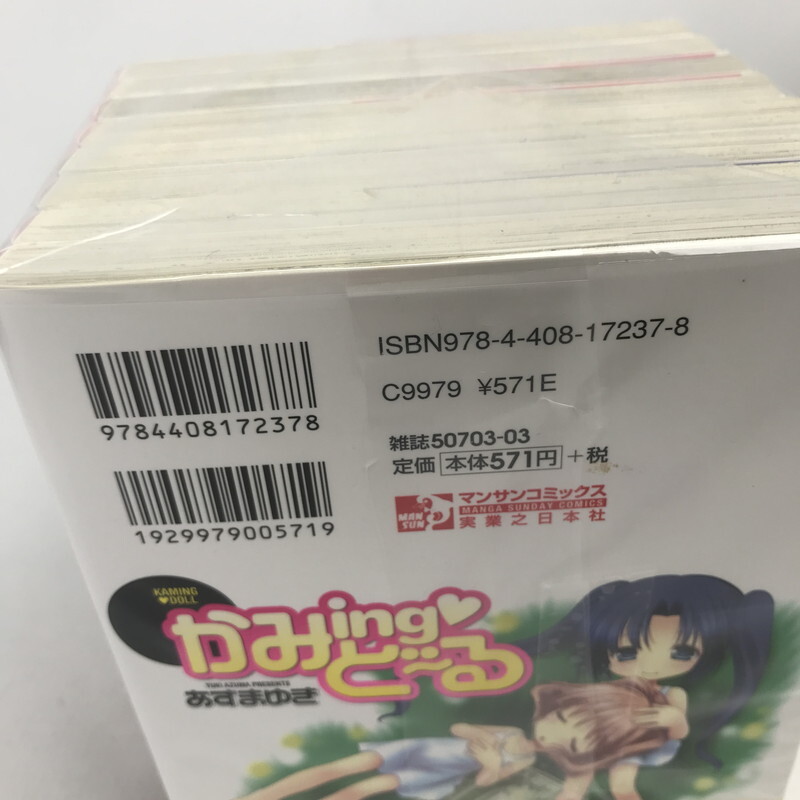 ISBN978-4-408-17237-8
9784408172378
C9979 ¥571E
雑誌50703-03
定価 本体571円 +税
1929979005719
MAN SUN
マンサンコミックス
MANGA SUNDAY COMICS
実業之日本社
KAMING
♥DOLL
かみing♥
ど〜る
YUKI AZUMA PRESENTS
あずまゆき